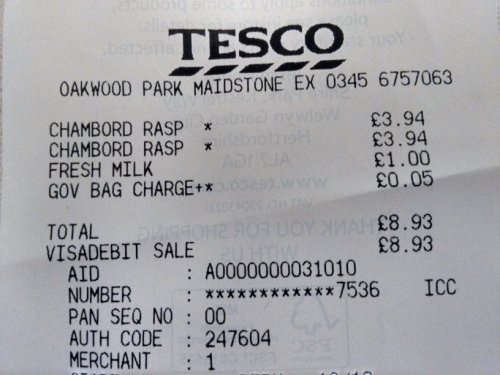 TESCO
OAKWOOD PARK MAIDSTONE EX 0345 6757063
CHAMBORD RASP * £3.94
CHAMBORD RASP * £3.94
FRESH MILK £1.00
GOV BAG CHARGE+* £0.05
TOTAL £8.93
VISADEBIT SALE £8.93
AID : A0000000031010
NUMBER : ************7536 ICC
PAN SEQ NO : 00
AUTH CODE : 247604
MERCHANT : 1